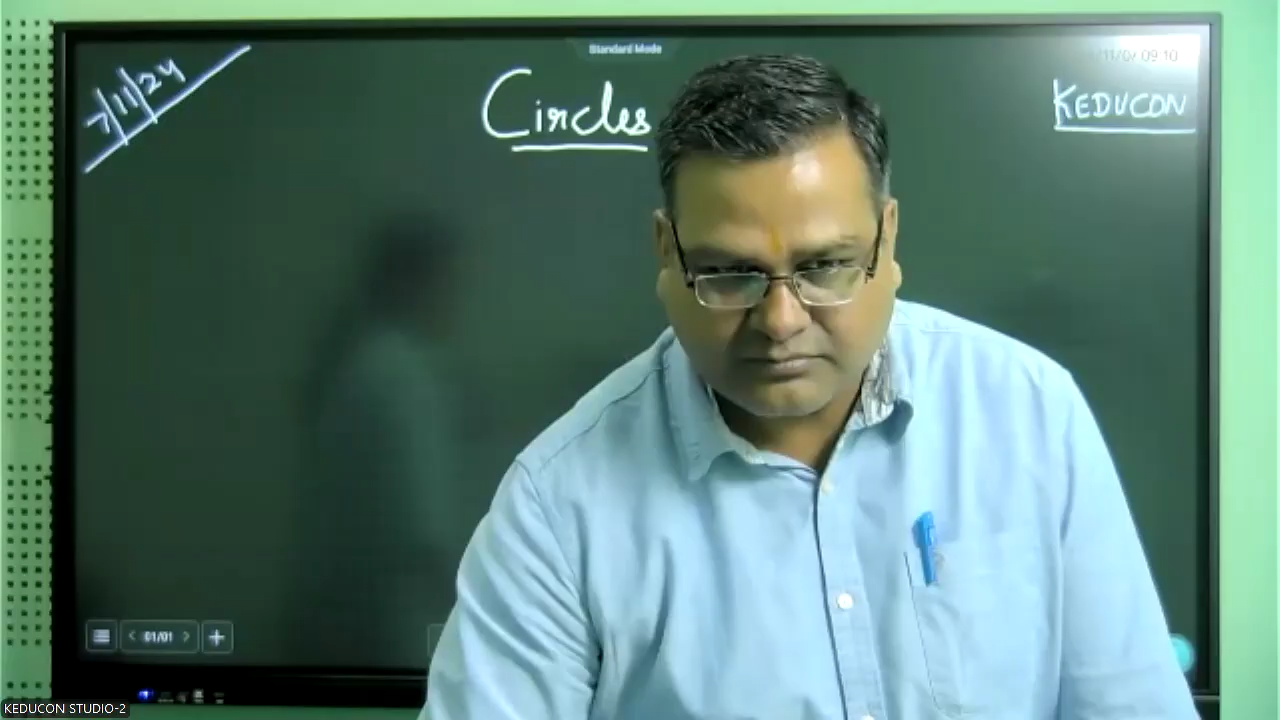 Standard Mode
7/11/24
Circles
11/07 09:10
KEDUCON
01/01
KEDUCON STUDIO-2